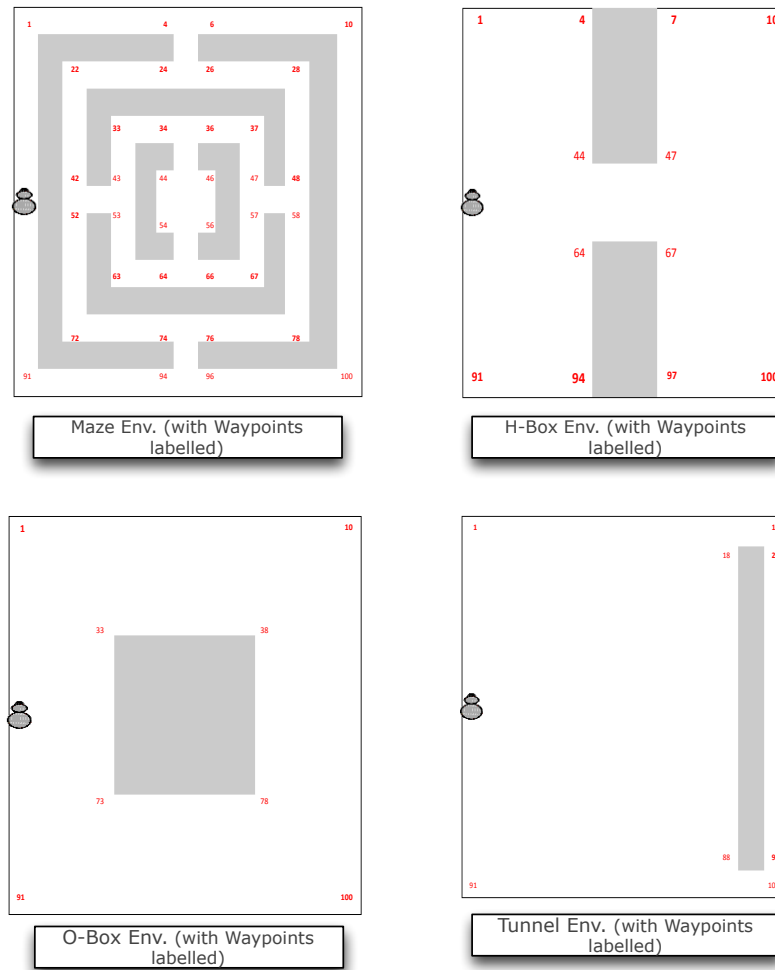 1 4 6 10
22 24 26 28
33 34 36 37
42 43 44 46 47 48
52 53 54 56 57 58
63 64 66 67
72 74 76 78
91 94 96 100
Maze Env. (with Waypoints
labelled)
1 4 7 10
44 47
64 67
91 94 97 100
H-Box Env. (with Waypoints
labelled)
1 10
33 38
73 78
91 100
O-Box Env. (with Waypoints
labelled)
1
18
88
91
Tunnel Env. (with Waypoints
labelled)